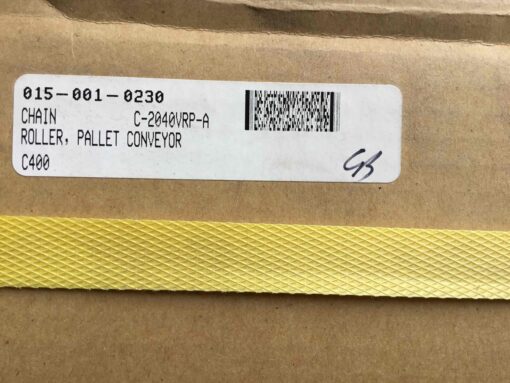 015-001-0230
CHAIN C-2040VRP-A
ROLLER, PALLET CONVEYOR
C400